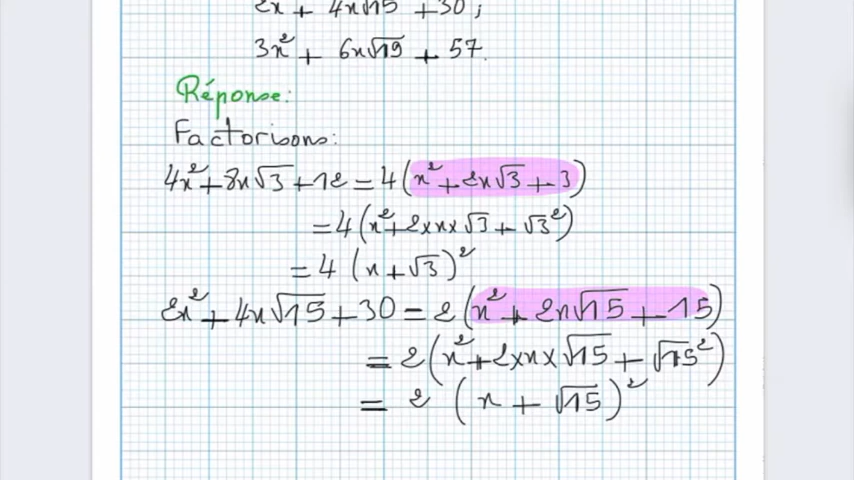 2x² + 4x√15 + 30 ;
3x² + 6x√19 + 57.
Réponse:
Factorisons:
4x² + 8x√3 + 12 = 4(x² + 2x√3 + 3)
= 4(x² + 2×x×√3 + √3²)
= 4 (x + √3)²
2x² + 4x√15 + 30 = 2(x² + 2x√15 + 15)
= 2(x² + 2×x×√15 + √15²)
= 2 (x + √15)²